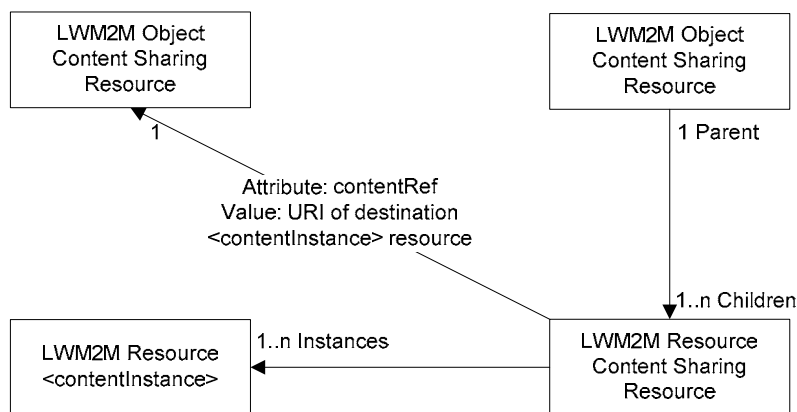 LWM2M Object
Content Sharing
Resource
LWM2M Object
Content Sharing
Resource
1
1 Parent
Attribute: contentRef
Value: URI of destination
<contentInstance> resource
1..n Children
1..n Instances
LWM2M Resource
<contentInstance>
LWM2M Resource
Content Sharing
Resource